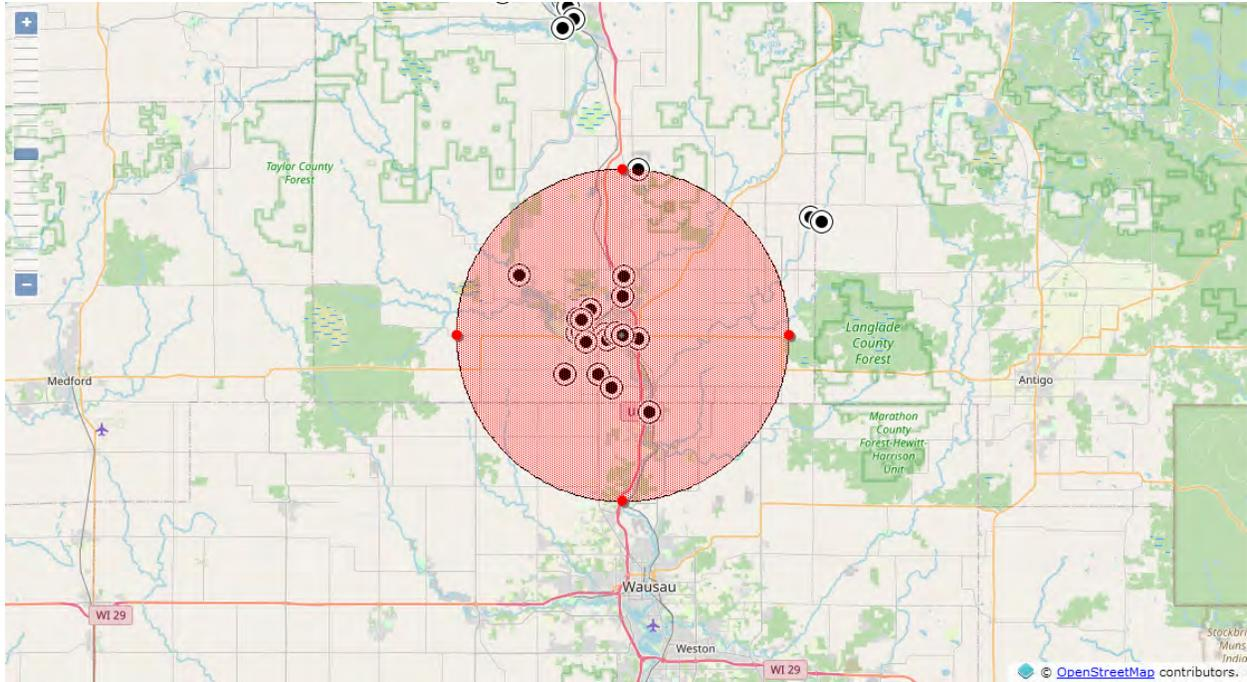 +
Taylor County
Forest
Langlade
County
Forest
Medford
Antigo
U
Marathon
County
Forest-Hewitt-
Harrison
Unit
−
Wausau
WI 29
Weston
WI 29
© OpenStreetMap contributors.